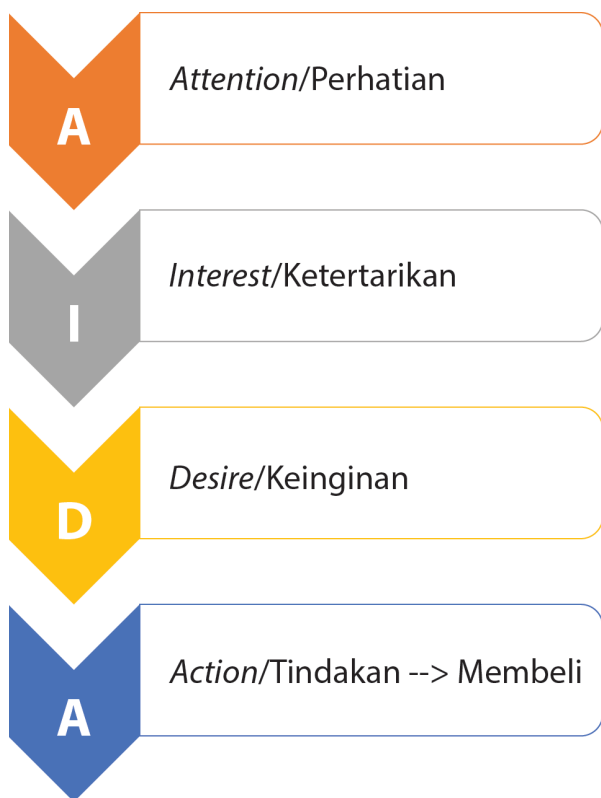 Attention/Perhatian
A
Interest/Ketertarikan
I
Desire/Keinginan
D
Action/Tindakan --> Membeli
A